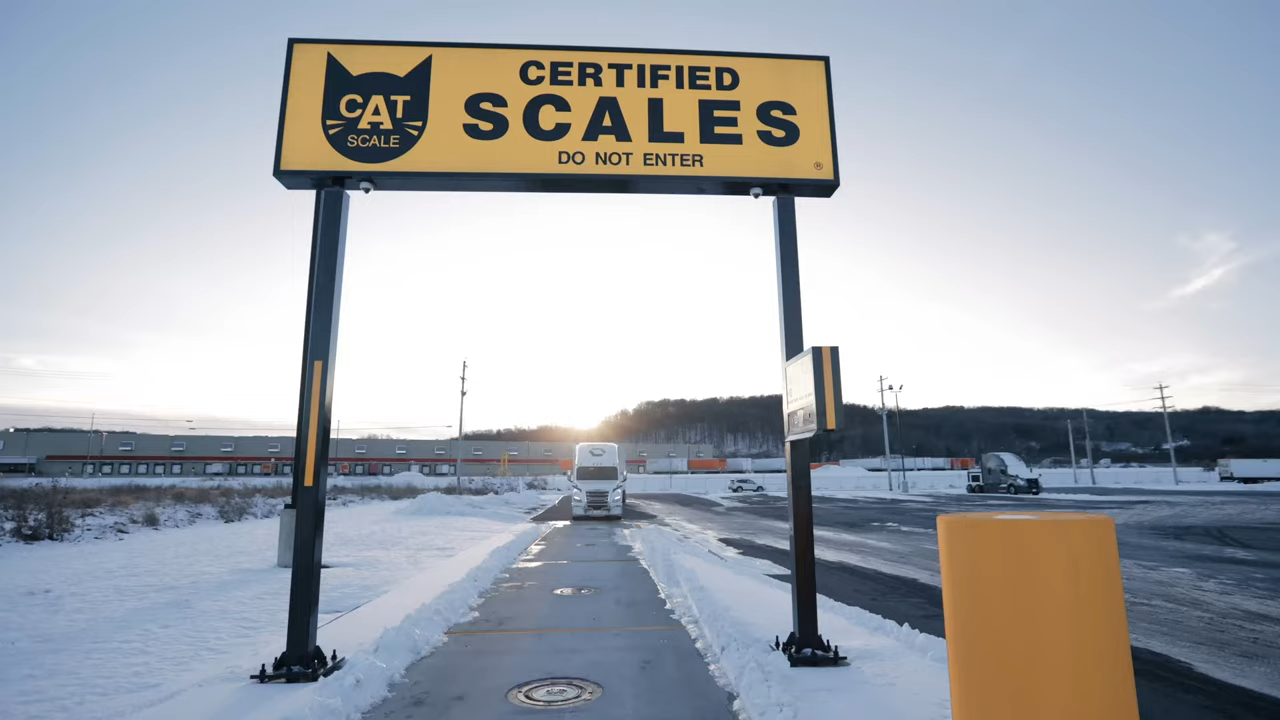 CAT
SCALE
CERTIFIED
SCALES
DO NOT ENTER
®